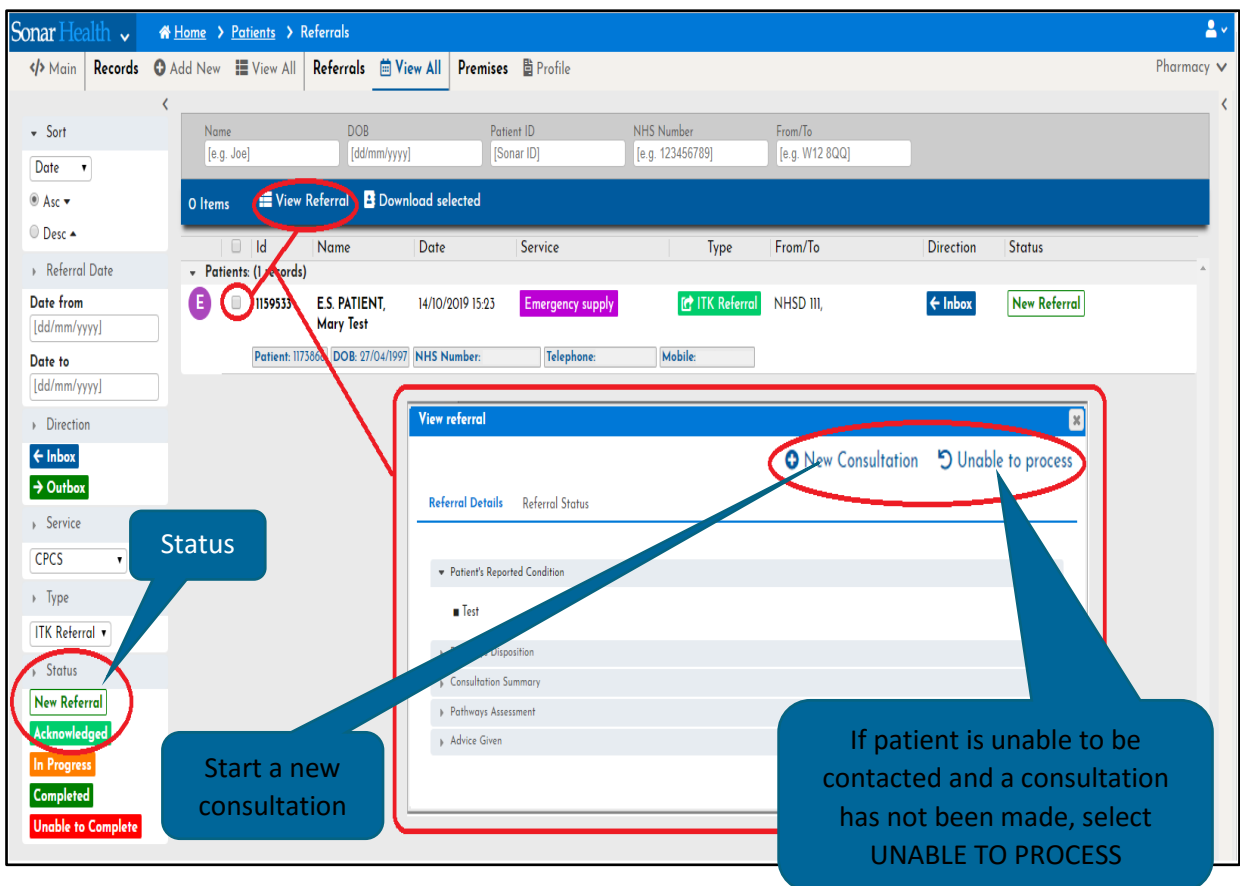 Sonar Health Home > Patients > Referrals
</> Main Records Add New View All Referrals View All Premises Profile Pharmacy
Sort
Date
Asc
Desc
Referral Date
Date from
[dd/mm/yyyy]
Date to
[dd/mm/yyyy]
Direction
Inbox
Outbox
Service
CPCS
Type
ITK Referral
Status
New Referral
Acknowledged
In Progress
Completed
Unable to Complete
Status
Name DOB Patient ID NHS Number From/To
[e.g. Joe] [dd/mm/yyyy] [Sonar ID] [e.g. 123456789] [e.g. W12 8QQ]
0 Items View Referral Download selected
Id Name Date Service Type From/To Direction Status
Patients: (1 records)
E 1159533 E.S. PATIENT, 14/10/2019 15:23 Emergency supply ITK Referral NHSD 111, Inbox New Referral
Mary Test
Patient: 1173866 DOB: 27/04/1997 NHS Number: Telephone: Mobile:
View referral
New Consultation Unable to process
Referral Details Referral Status
Patient's Reported Condition
Test
Disposition
Consultation Summary
Pathways Assessment
Advice Given
Start a new
consultation
If patient is unable to be
contacted and a consultation
has not been made, select
UNABLE TO PROCESS